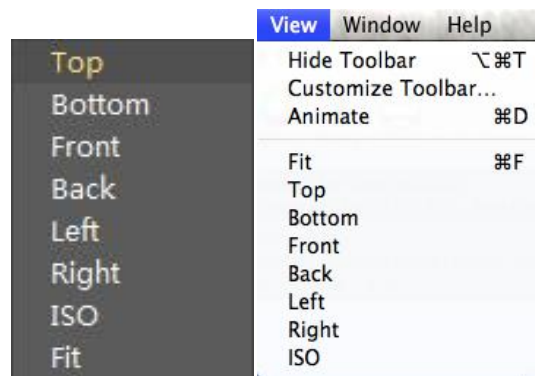 Top
Bottom
Front
Back
Left
Right
ISO
Fit
View Window Help
Hide Toolbar ⌥⌘T
Customize Toolbar...
Animate ⌘D
Fit ⌘F
Top
Bottom
Front
Back
Left
Right
ISO